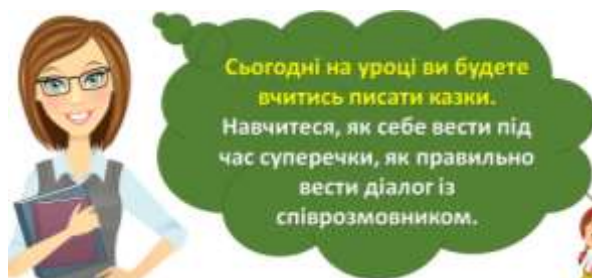 Сьогодні на уроці ви будете
вчитись писати казки.
Навчитеся, як себе вести під
час суперечки, як правильно
вести діалог із
співрозмовником.